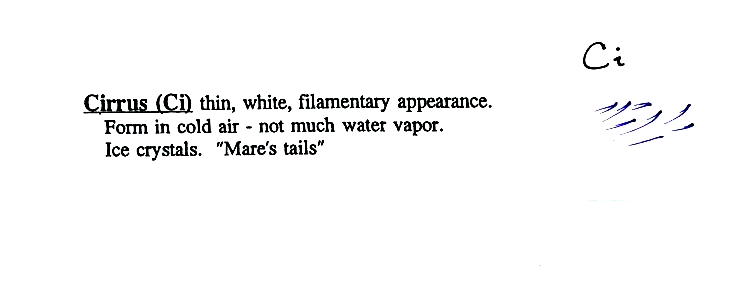 Ci
Cirrus (Ci) thin, white, filamentary appearance.
Form in cold air - not much water vapor.
Ice crystals. "Mare's tails"